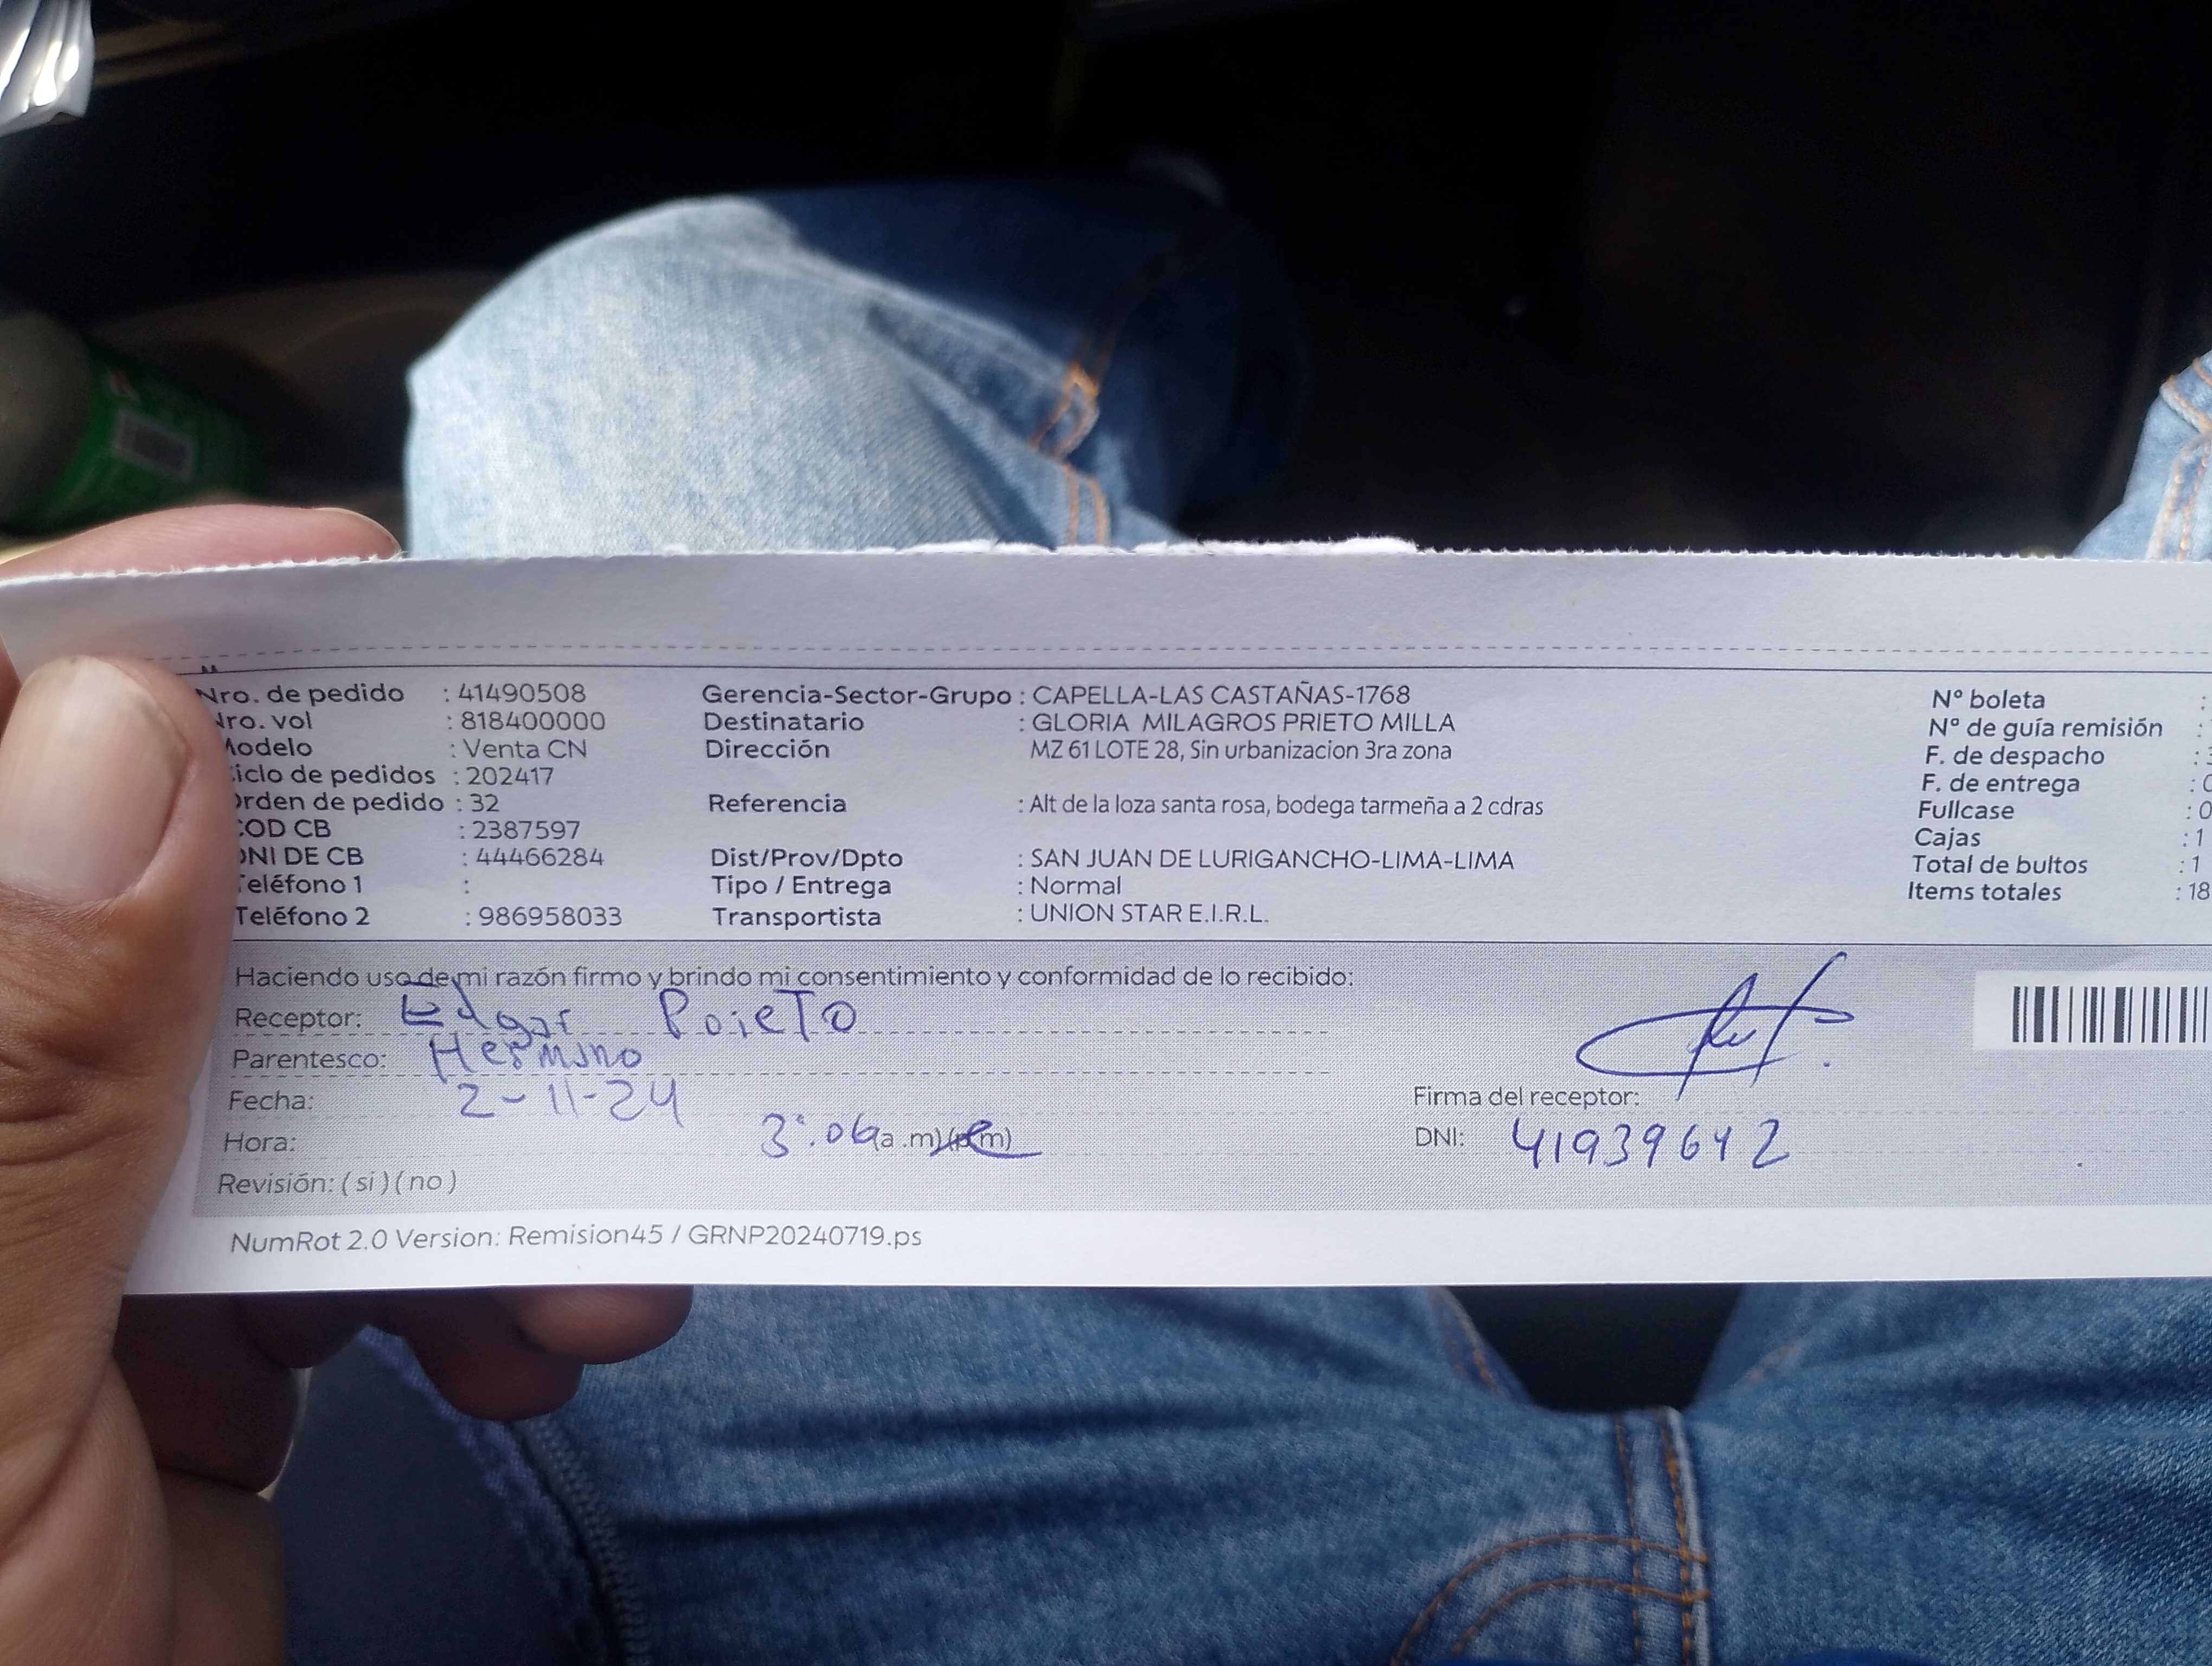 Nro. de pedido : 41490508
Nro. vol : 818400000
Modelo : Venta CN
Ciclo de pedidos : 202417
Orden de pedido : 32
COD CB : 2387597
DNI DE CB : 44466284
Teléfono 1 :
Teléfono 2 : 986958033
Gerencia-Sector-Grupo : CAPELLA-LAS CASTAÑAS-1768
Destinatario : GLORIA MILAGROS PRIETO MILLA
Dirección MZ 61 LOTE 28, Sin urbanizacion 3ra zona
Referencia : Alt de la loza santa rosa, bodega tarmeña a 2 cdras
Dist/Prov/Dpto : SAN JUAN DE LURIGANCHO-LIMA-LIMA
Tipo / Entrega : Normal
Transportista : UNION STAR E.I.R.L.
Nº boleta :
Nº de guía remisión :
F. de despacho : 3
F. de entrega : 0
Fullcase : 0
Cajas : 1
Total de bultos : 1
Items totales : 18
Haciendo uso de mi razón firmo y brindo mi consentimiento y conformidad de lo recibido:
Receptor: Edgar PrieTo
Parentesco: Hermano
Fecha: 2-11-24
Hora: 3:06 (a.m) (p.m)
Revisión: ( si ) ( no )
Firma del receptor:
DNI: 41939642
NumRot 2.0 Version: Remision45 / GRNP20240719.ps